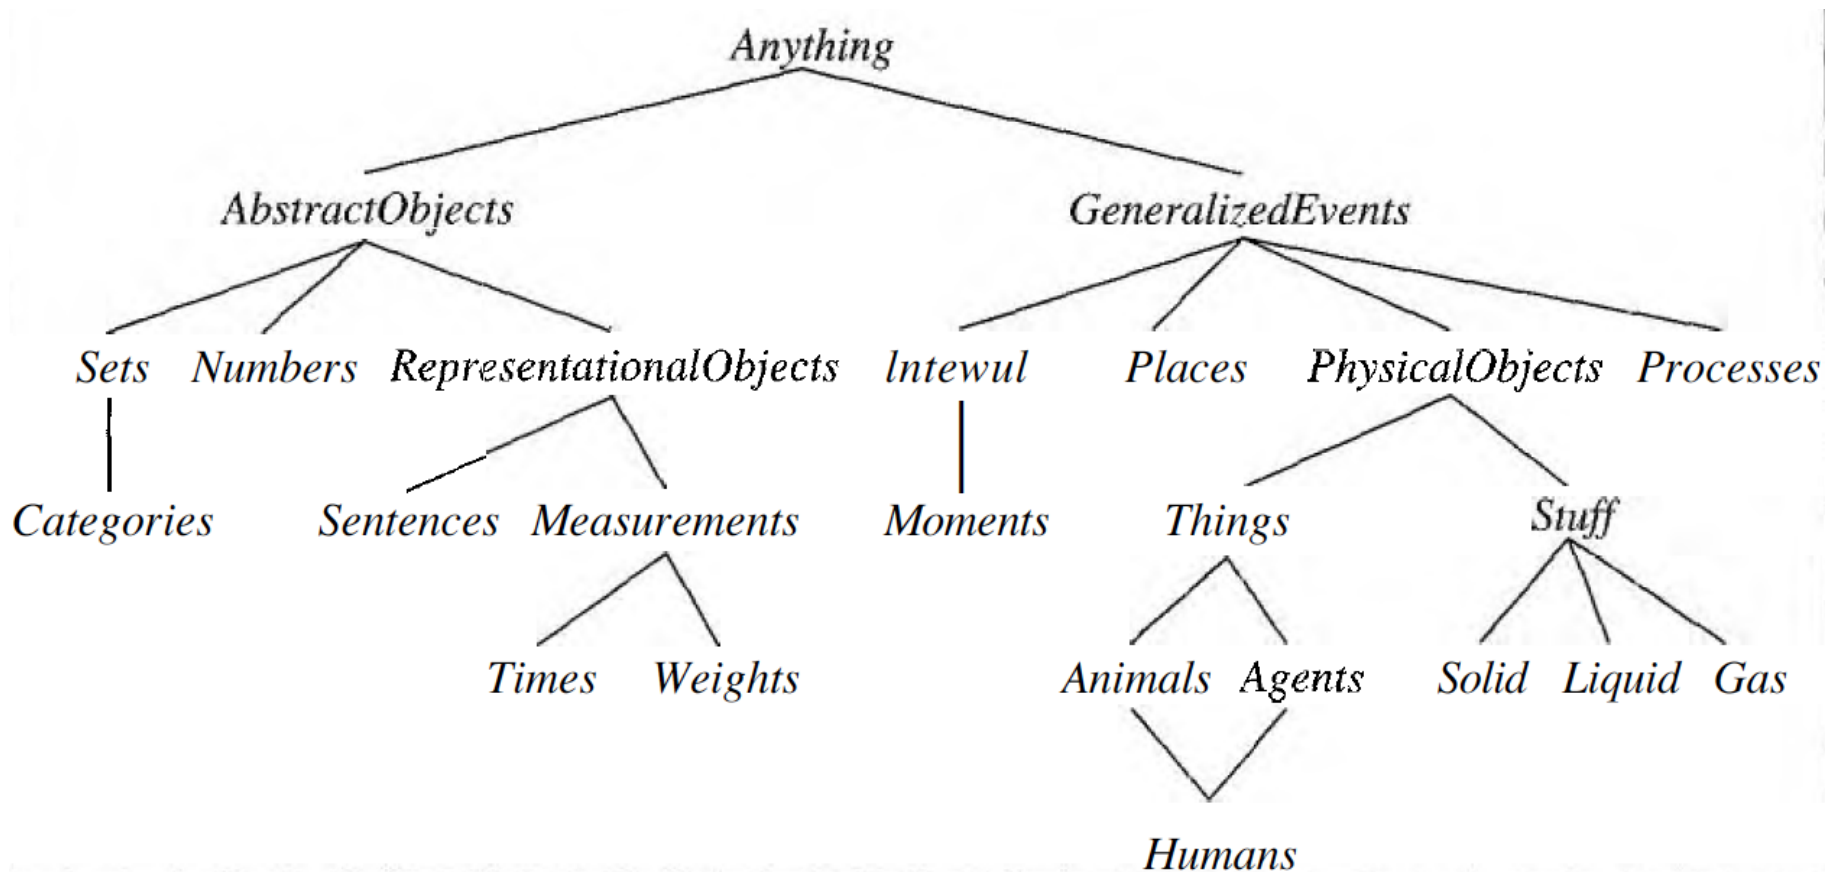 Anything
AbstractObjects GeneralizedEvents
Sets Numbers RepresentationalObjects lntewul Places PhysicalObjects Processes
Categories Sentences Measurements Moments Things Stuff
Times Weights Animals Agents Solid Liquid Gas
Humans